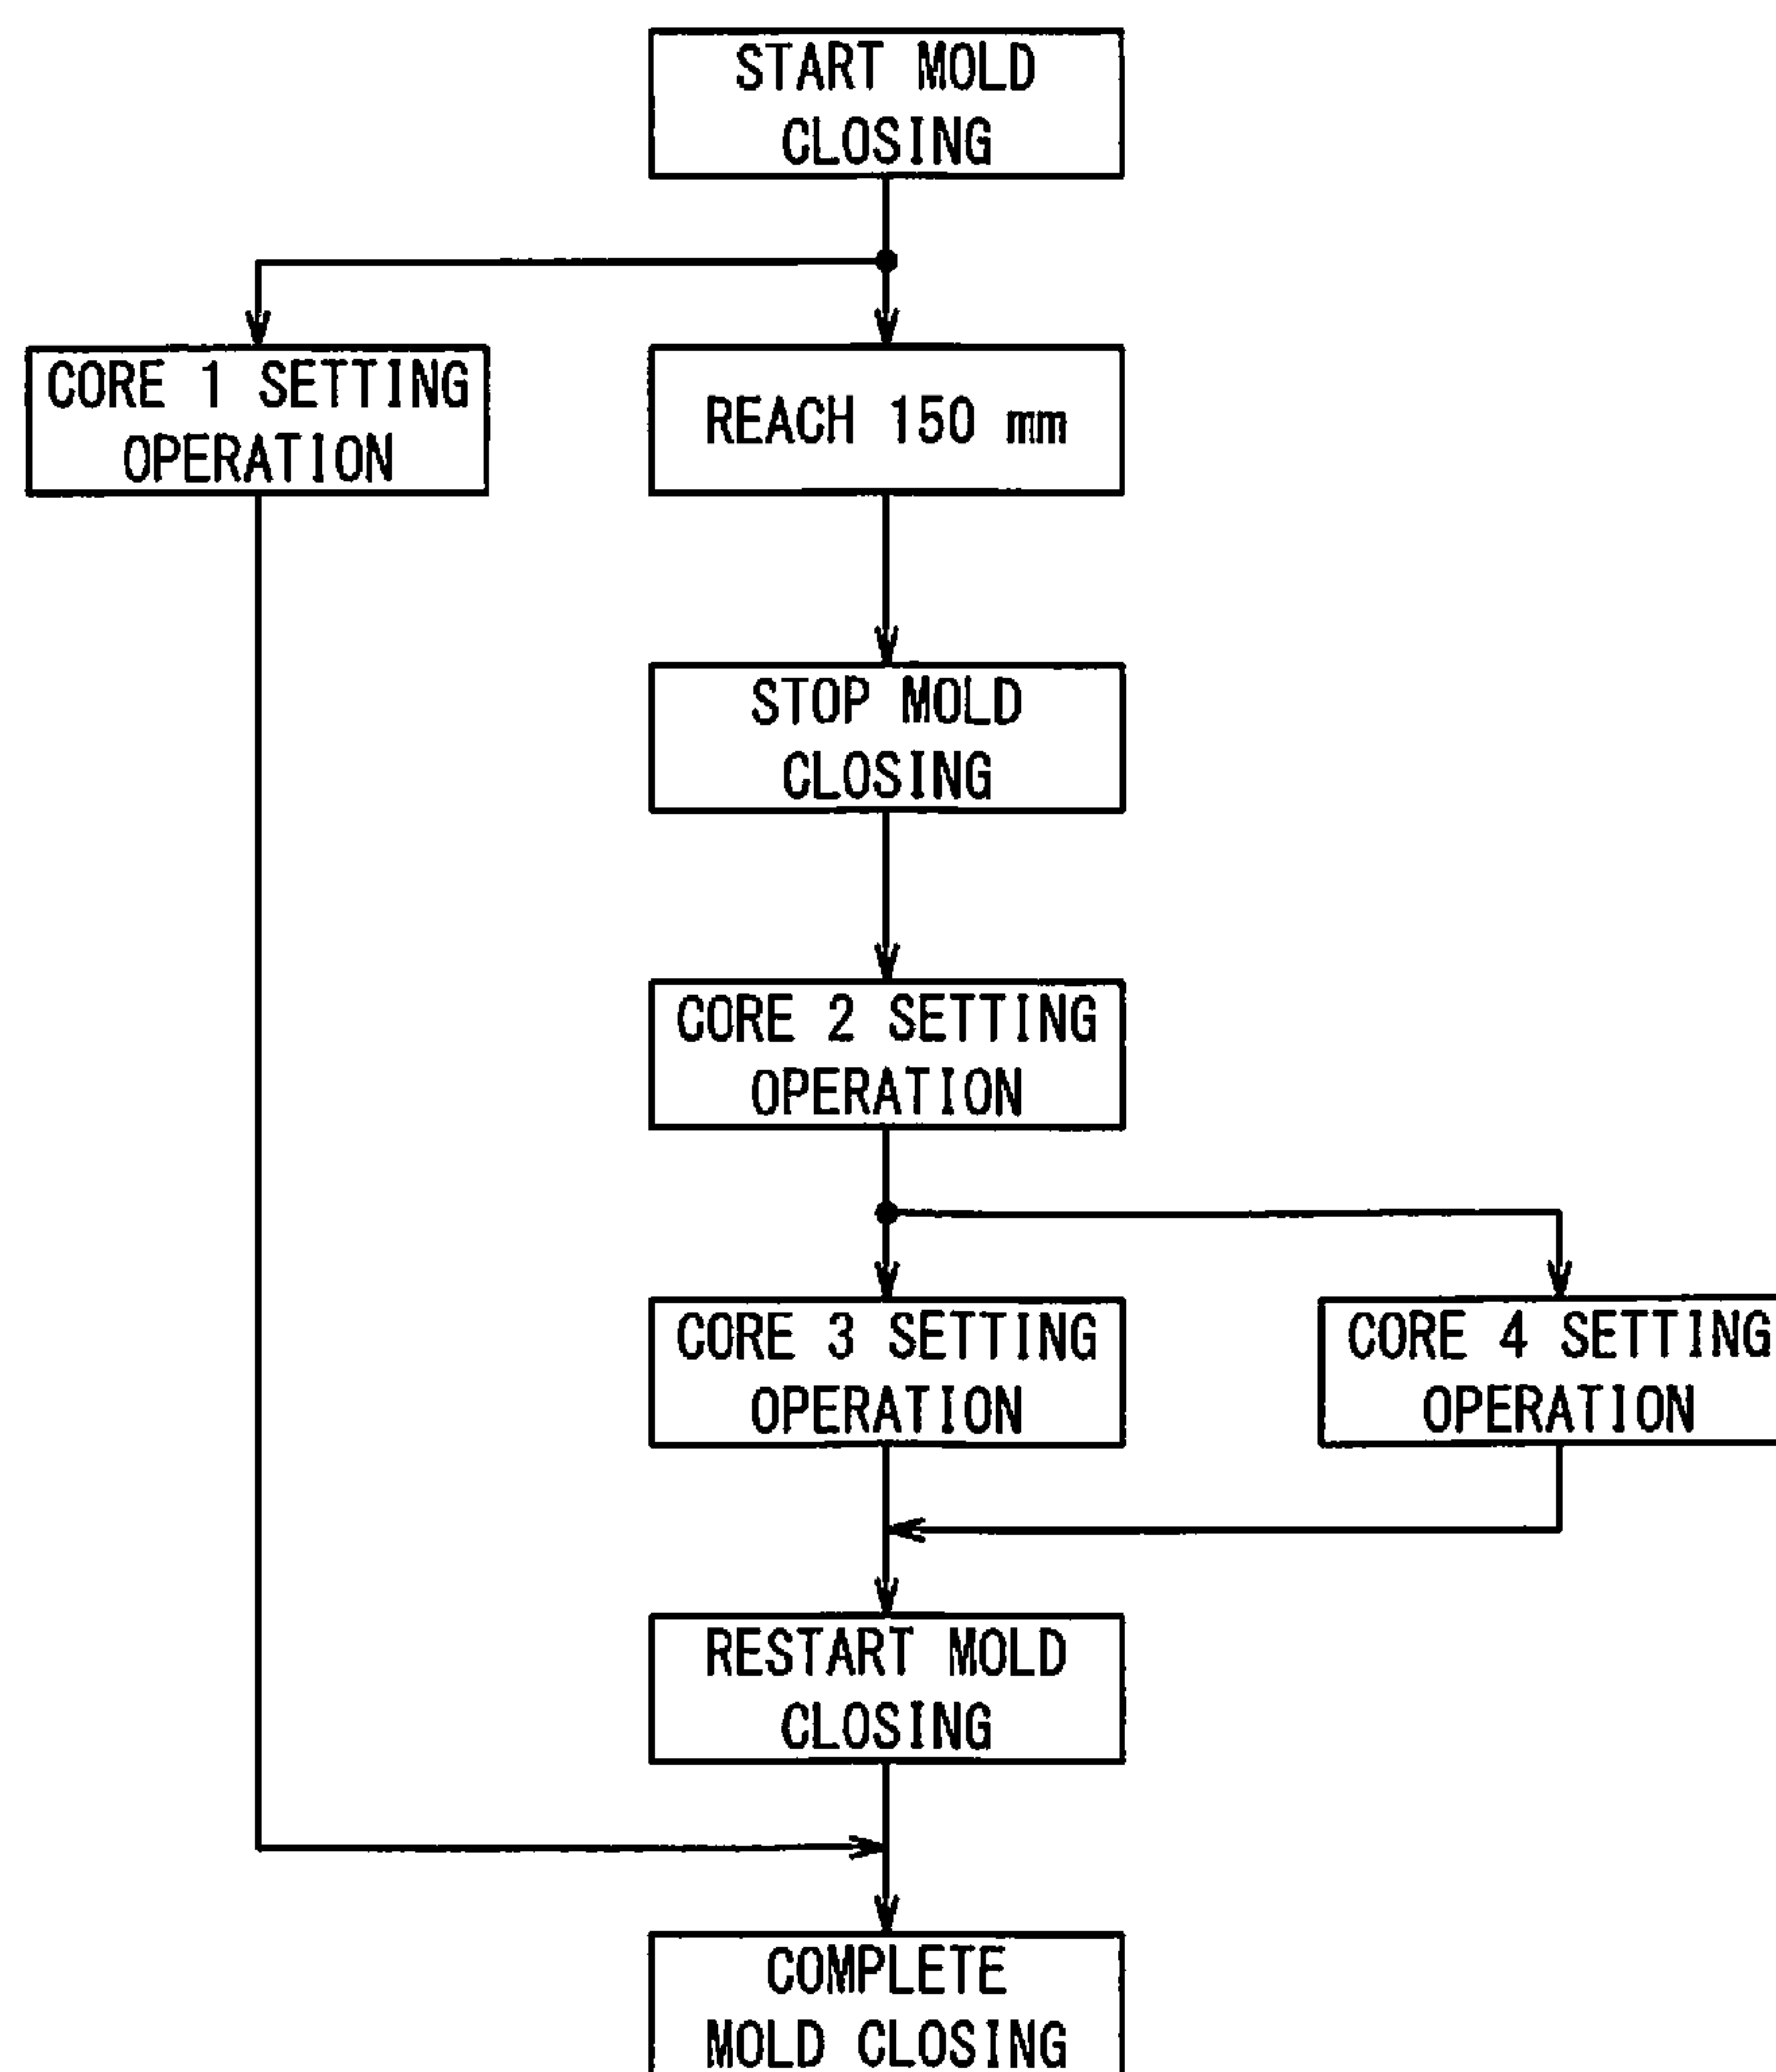 START MOLD
CLOSING
CORE 1 SETTING
OPERATION
REACH 150 mm
STOP MOLD
CLOSING
CORE 2 SETTING
OPERATION
CORE 3 SETTING
OPERATION
CORE 4 SETTING
OPERATION
RESTART MOLD
CLOSING
COMPLETE
MOLD CLOSING